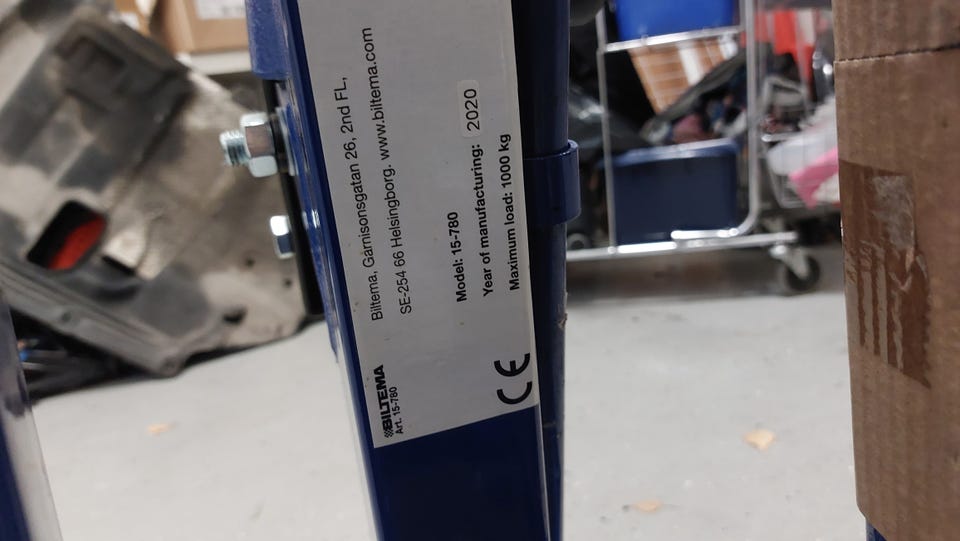 Biltema, Garnisonsgatan 26, 2nd FL,
SE-254 66 Helsingborg. www.biltema.com
Model: 15-780
Year of manufacturing: 2020
Maximum load: 1000 kg
BILTEMA
Art. 15-780
CE